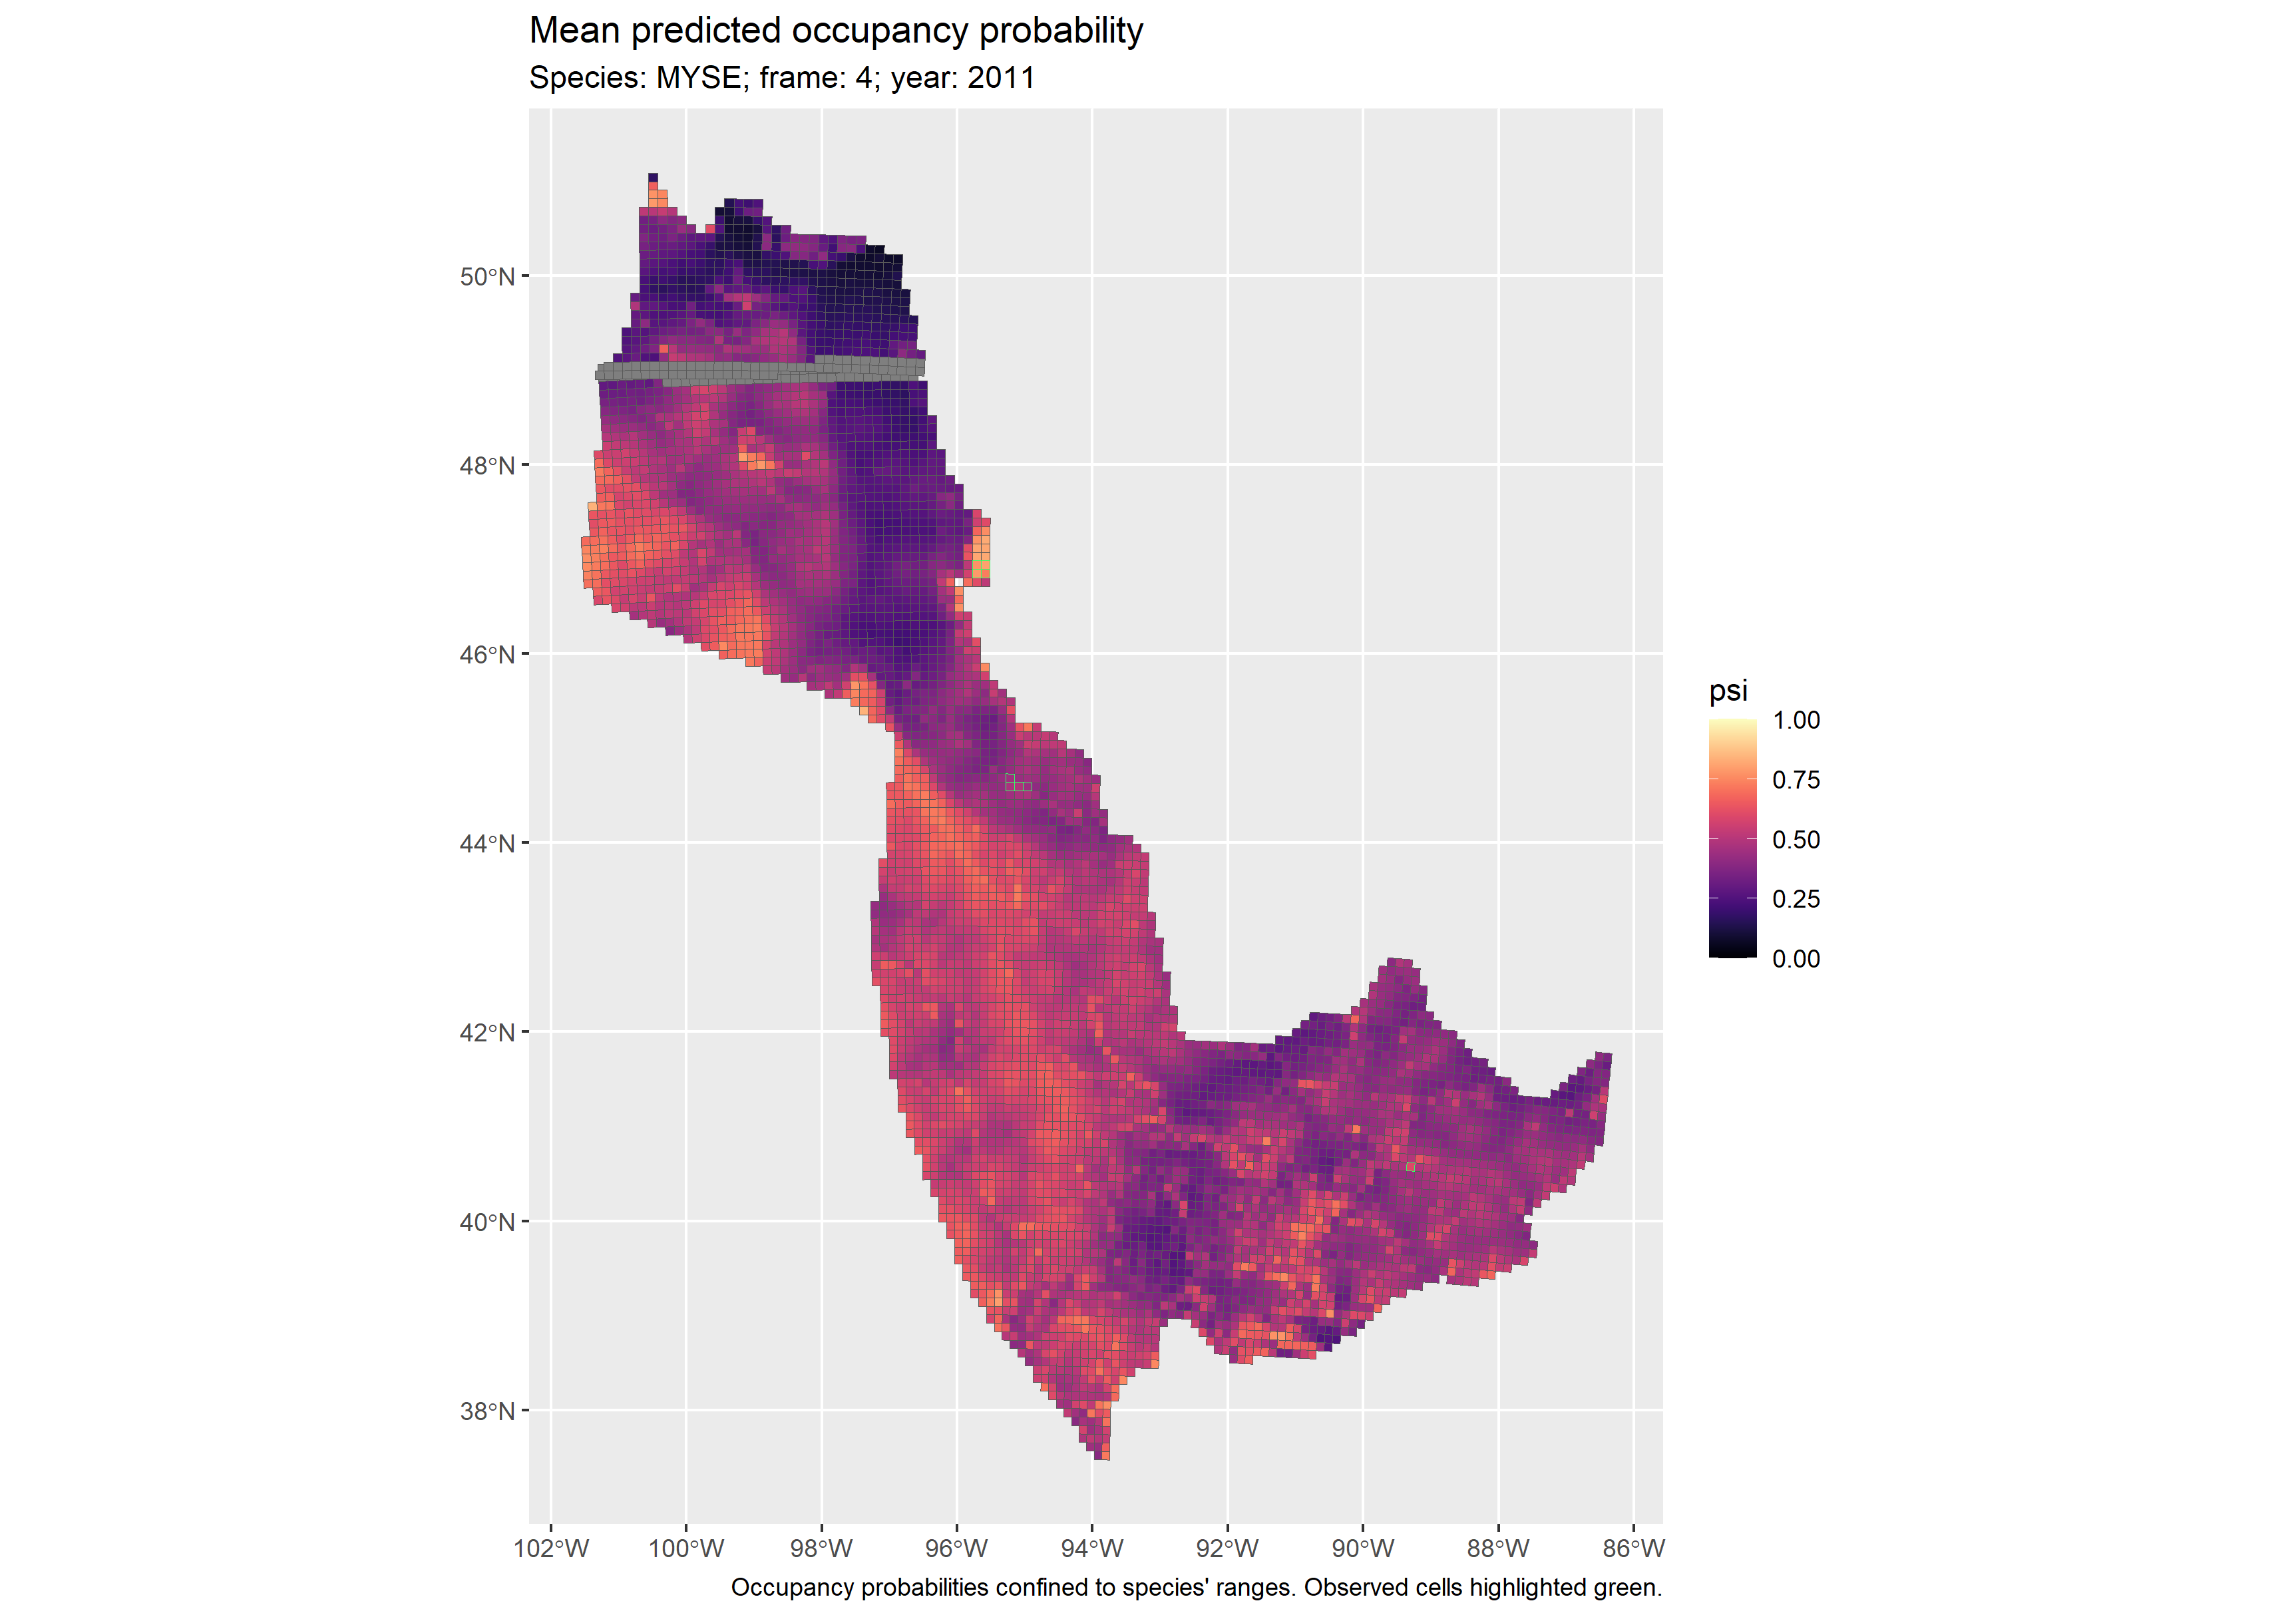 Mean predicted occupancy probability
Species: MYSE; frame: 4; year: 2011
50°N
48°N
46°N
44°N
42°N
40°N
38°N
102°W 100°W 98°W 96°W 94°W 92°W 90°W 88°W 86°W
psi
1.00
0.75
0.50
0.25
0.00
Occupancy probabilities confined to species' ranges. Observed cells highlighted green.